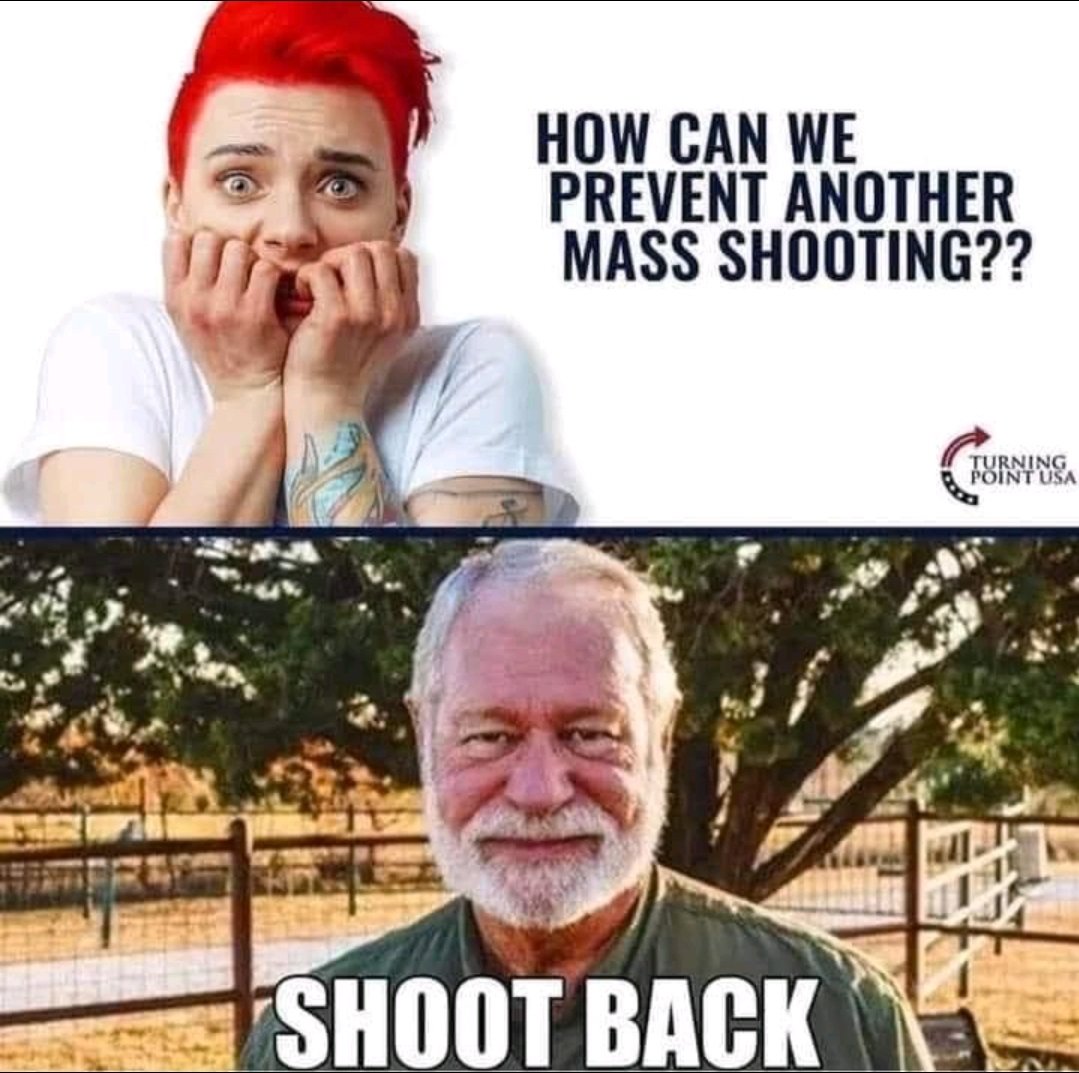 HOW CAN WE
PREVENT ANOTHER
MASS SHOOTING??
TURNING
POINT USA
SHOOT BACK